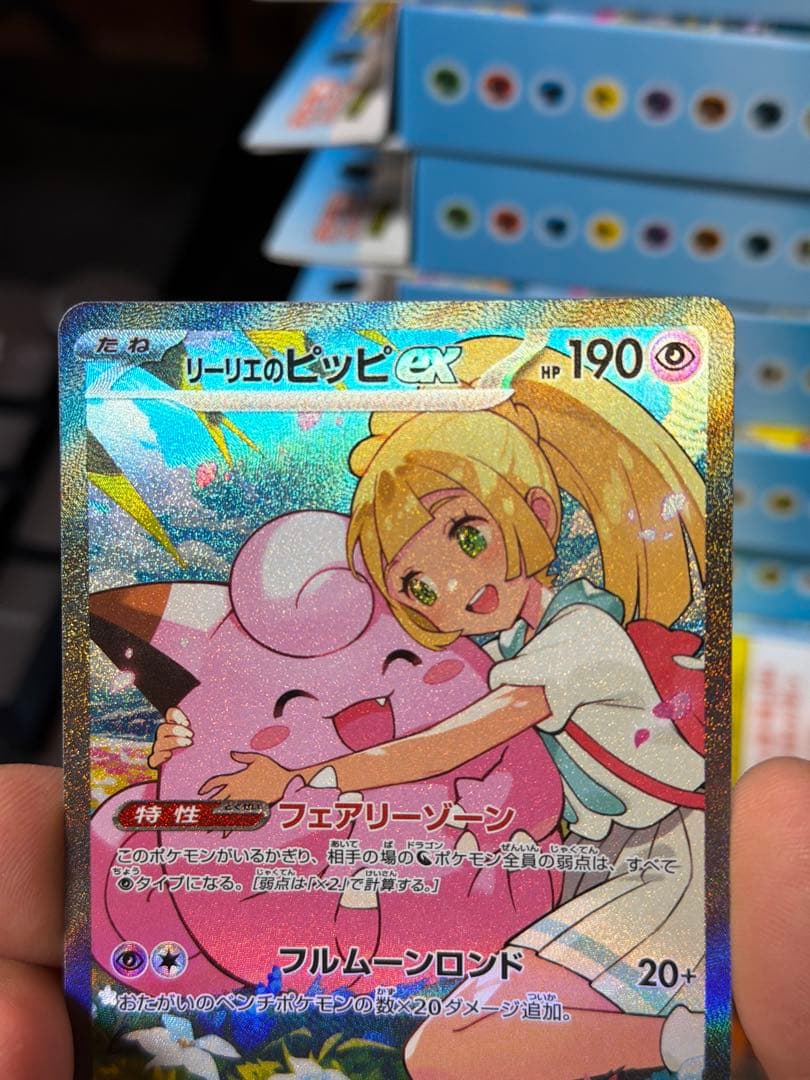 たね リーリエのピッピex HP 190
特性 とくせい フェアリーゾーン
このポケモンがいるかぎり、相手の場のポケモン全員の弱点は、すべて
タイプになる。[弱点は「×2」で計算する。]
フルムーンロンド 20+
おたがいのベンチポケモンの数×20ダメージ追加。